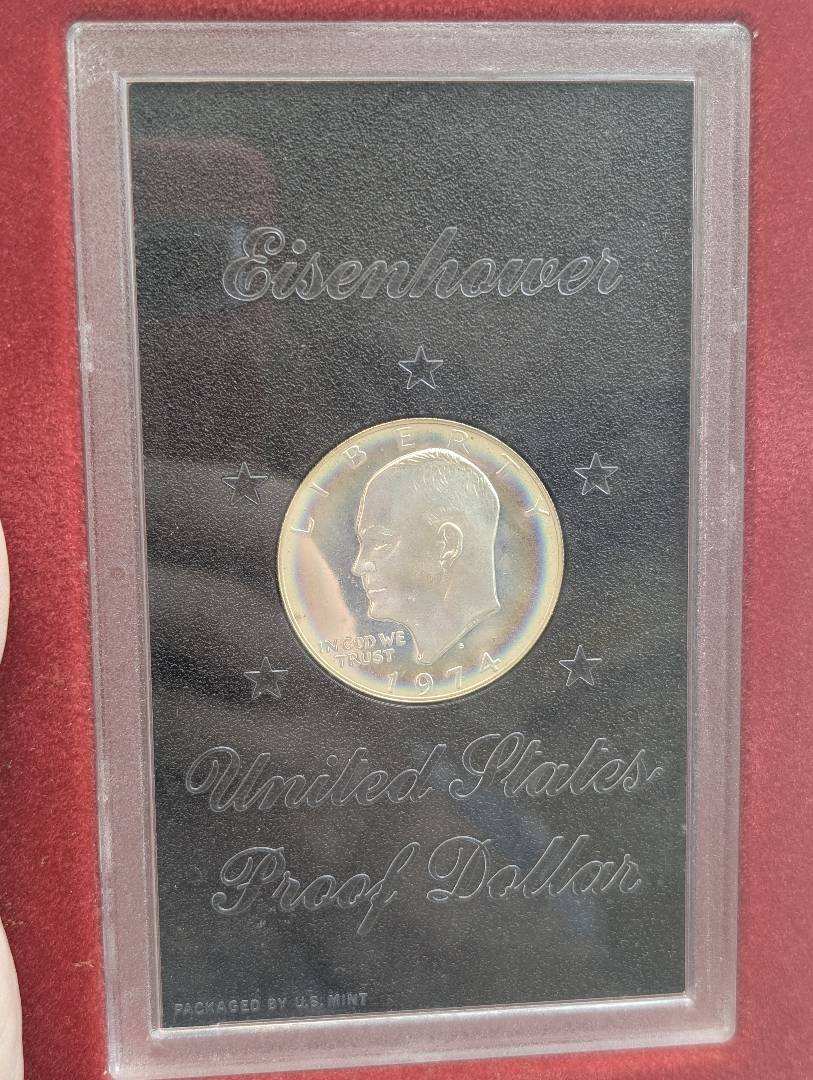 Eisenhower
LIBERTY
IN GOD WE
TRUST
S
1974
United States
Proof Dollar
PACKAGED BY U.S. MINT